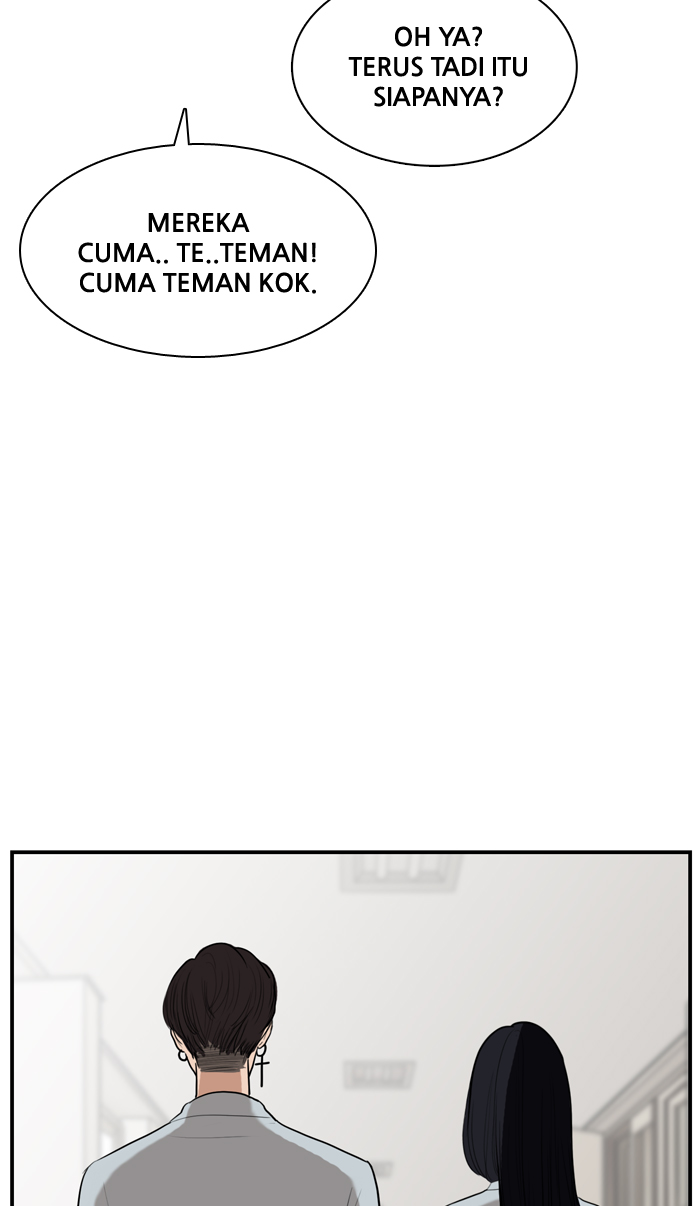 OH YA?
TERUS TADI ITU
SIAPANYA?
MEREKA
CUMA.. TE..TEMAN!
CUMA TEMAN KOK.